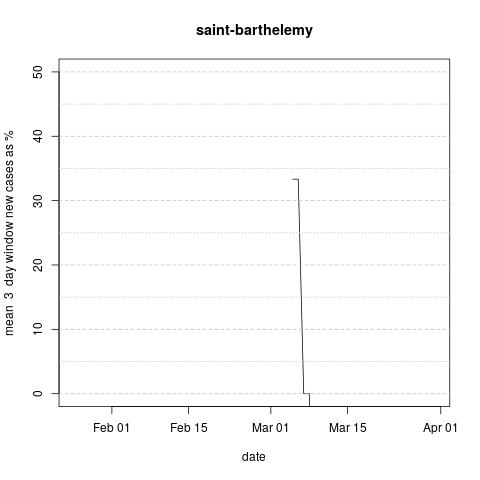 saint-barthelemy
mean 3 day window new cases as %
50
40
30
20
10
0
Feb 01 Feb 15 Mar 01 Mar 15 Apr 01
date